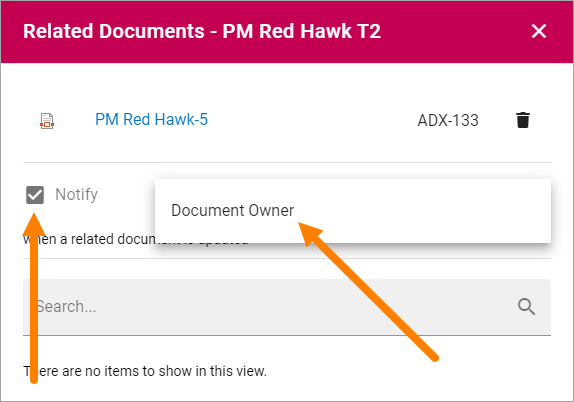 Related Documents - PM Red Hawk T2
PM Red Hawk-5 ADX-133
Notify
Document Owner
when a related document is updated
Search...
There are no items to show in this view.